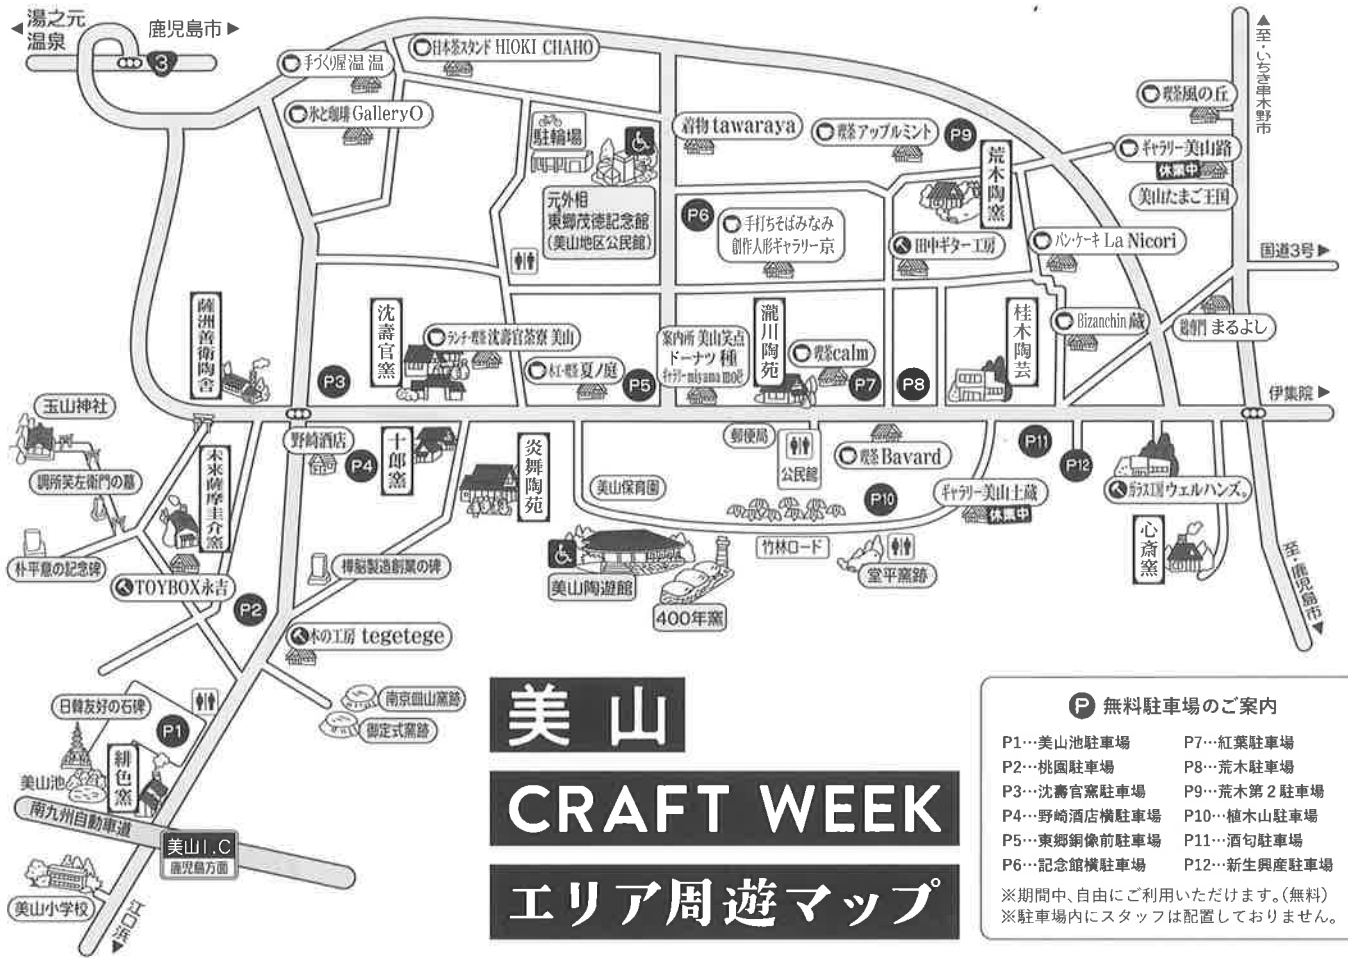 湯之元
温泉
鹿児島市
3
手づくり屋 温温
日本茶スタンド HIOKI CHAHO
氷と珈琲 GalleryO
駐輪場
元外相
東郷茂徳記念館
(美山地区公民館)
着物 tawaraya
喫茶 アップルミント
P9
荒木陶窯
至・いちき串木野市
喫茶風の丘
ギャラリー美山路
休業中
美山たまご王国
P6
手打ちそばみなみ
創作人形ギャラリー京
田中ギター工房
パン・ケーキ La Nicori
国道3号
薩洲善衛陶舎
沈壽官窯
ランチ・喫茶 沈壽官茶寮 美山
木工・喫茶 夏ノ庭
案内所 美山笑点
ドーナツ 種
ギャラリー miyama moë
瀧川陶苑
喫茶calm
桂木陶芸
Bizanchin 蔵
総専門 まるよし
P3
P5
P7
P8
伊集院
玉山神社
調所笑左衛門の墓
朴平意の記念碑
未来薩摩圭介窯
TOYBOX永吉
野崎酒店
P4
十郎窯
炎舞陶苑
郵便局
公民館
喫茶 Bavard
P11
P12
美山保育園
P10
ギャラリー美山土蔵
休業中
ガラス工房 ウェルハンズ。
竹林ロード
堂平窯跡
心斎窯
樟脳製造創業の碑
美山陶遊館
400年窯
P2
木の工房 tegetege
至・鹿児島市
日韓友好の石碑
P1
南京皿山窯跡
御定式窯跡
緋色窯
美山池
南九州自動車道
美山I.C
鹿児島方面
美山小学校
江口浜
美山
CRAFT WEEK
エリア周遊マップ
P 無料駐車場のご案内
P1…美山池駐車場
P2…桃園駐車場
P3…沈壽官窯駐車場
P4…野崎酒店横駐車場
P5…東郷銅像前駐車場
P6…記念館横駐車場
P7…紅葉駐車場
P8…荒木駐車場
P9…荒木第2駐車場
P10…植木山駐車場
P11…酒匂駐車場
P12…新生興産駐車場
※期間中、自由にご利用いただけます。(無料)
※駐車場内にスタッフは配置しておりません。